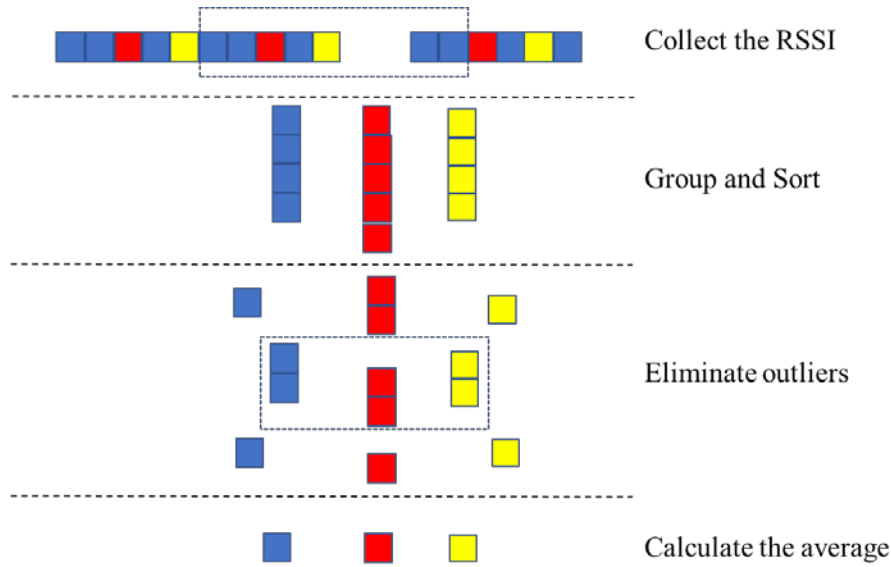 Collect the RSSI
Group and Sort
Eliminate outliers
Calculate the average